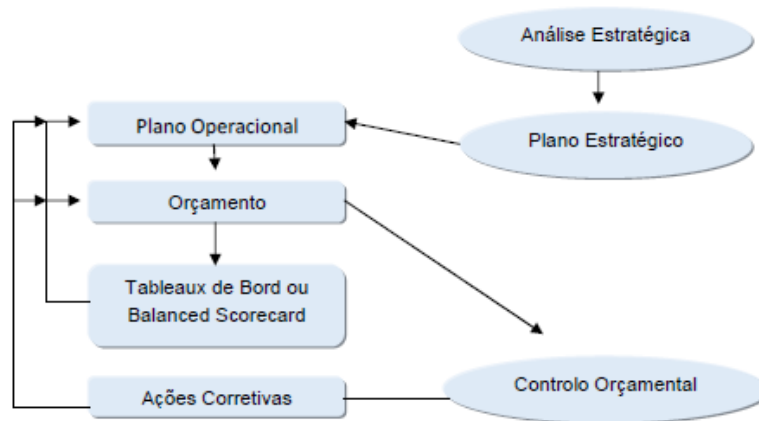 Análise Estratégica
Plano Operacional
Plano Estratégico
Orçamento
Tableaux de Bord ou
Balanced Scorecard
Ações Corretivas
Controlo Orçamental